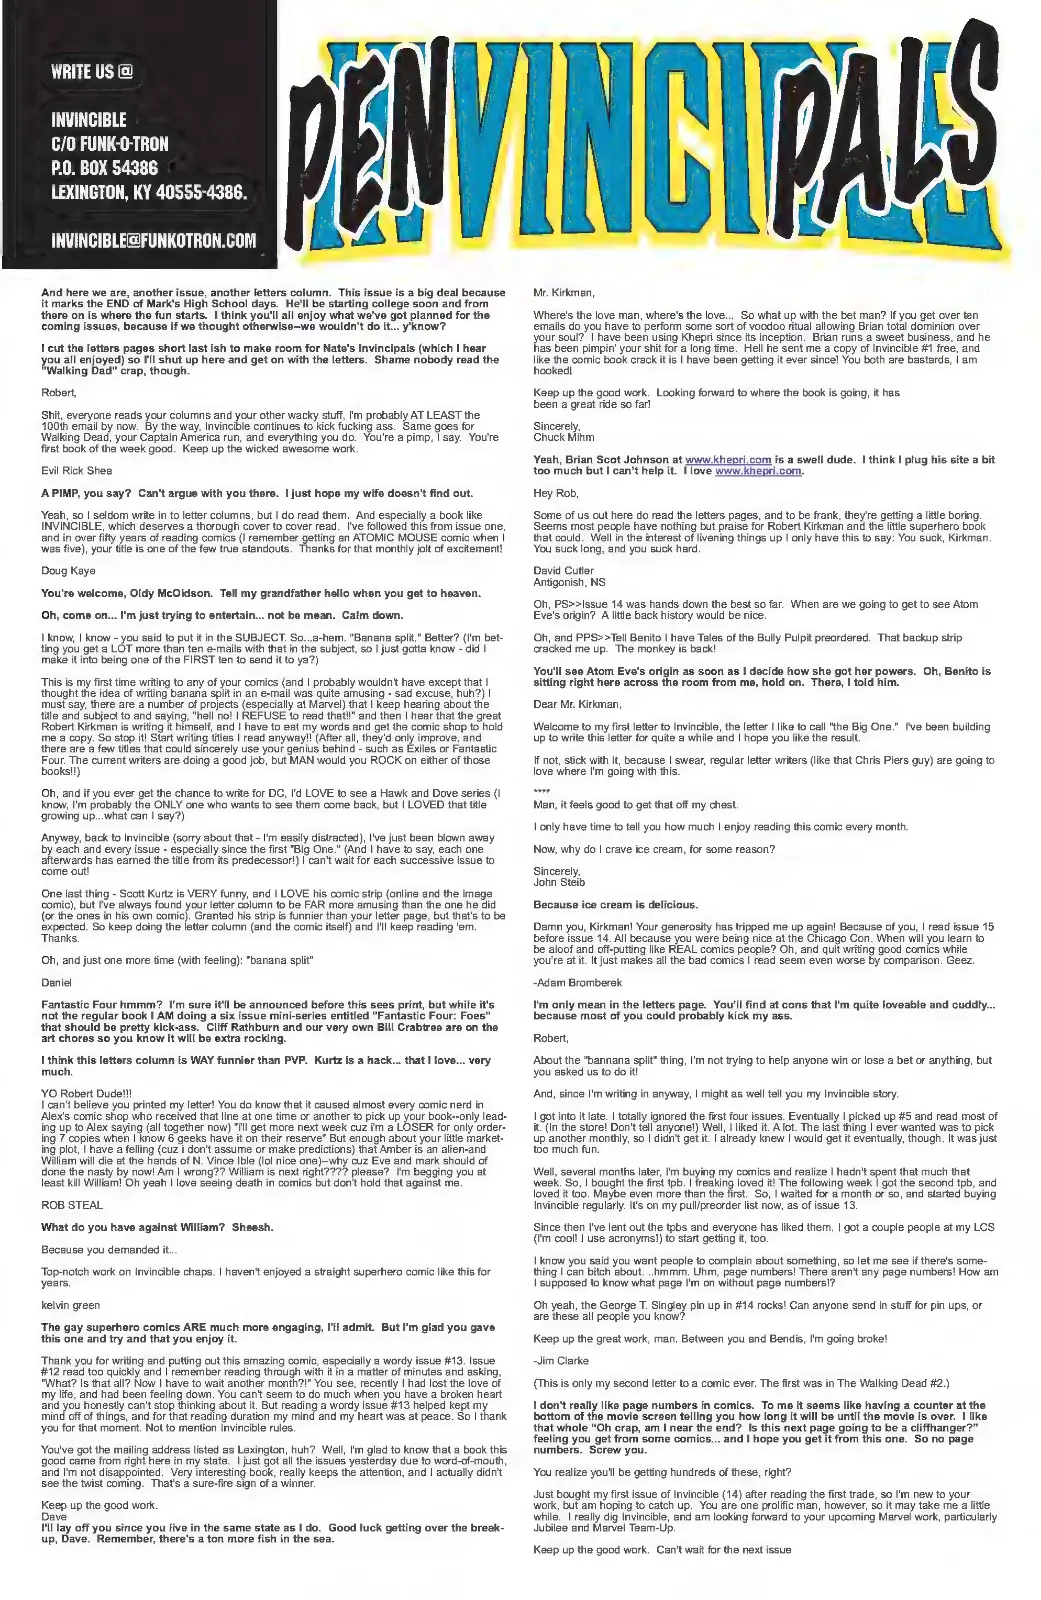 WRITE US @
INVINCIBLE
C/O FUNK-O-TRON
P.O. BOX 54386
LEXINGTON, KY 40555-4386.
INVINCIBLE@FUNKOTRON.COM
INVINCIBLE
PEN PALS
And here we are, another issue, another letters column. This issue is a big deal because
it marks the END of Mark's High School days. He'll be starting college soon and from
there on is where the fun starts. I think you'll all enjoy what we've got planned for the
coming issues, because if we thought otherwise--we wouldn't do it... y'know?
I cut the letters pages short last ish to make room for Nate's Invincipals (which I hear
you all enjoyed) so I'll shut up here and get on with the letters. Shame nobody read the
"Walking Dad" crap, though.
Robert,
Shit, everyone reads your columns and your other wacky stuff, I'm probably AT LEAST the
100th email by now. By the way, Invincible continues to kick fucking ass. Same goes for
Walking Dead, your Captain America run, and everything you do. You're a pimp, I say. You're
first book of the week good. Keep up the wicked awesome work.
Evil Rick Shea
A PIMP, you say? Can't argue with you there. I just hope my wife doesn't find out.
Yeah, so I seldom write in to letter columns, but I do read them. And especially a book like
INVINCIBLE, which deserves a thorough cover to cover read. I've followed this from issue one,
and in over fifty years of reading comics (I remember getting an ATOMIC MOUSE comic when I
was five), your title is one of the few true standouts. Thanks for that monthly jolt of excitement!
Doug Kaye
You're welcome, Oldy McOldson. Tell my grandfather hello when you get to heaven.
Oh, come on... I'm just trying to entertain... not be mean. Calm down.
I know, I know - you said to put it in the SUBJECT. So...a-hem. "Banana split." Better? (I'm bet-
ting you get a LOT more than ten e-mails with that in the subject, so I just gotta know - did I
make it into being one of the FIRST ten to send it to ya?)
This is my first time writing to any of your comics (and I probably wouldn't have except that I
thought the idea of writing banana split in an e-mail was quite amusing - sad excuse, huh?) I
must say, there are a number of projects (especially at Marvel) that I keep hearing about the
title and subject to and saying, "hell no! I REFUSE to read that!!" and then I hear that the great
Robert Kirkman is writing it himself, and I have to eat my words and get the comic shop to hold
me a copy. So stop it! Start writing titles I read anyway!! (After all, they'd only improve, and
there are a few titles that could sincerely use your genius behind - such as Exiles or Fantastic
Four. The current writers are doing a good job, but MAN would you ROCK on either of those
books!!)
Oh, and if you ever get the chance to write for DC, I'd LOVE to see a Hawk and Dove series (I
know, I'm probably the ONLY one who wants to see them come back, but I LOVED that title
growing up...what can I say?)
Anyway, back to Invincible (sorry about that - I'm easily distracted), I've just been blown away
by each and every issue - especially since the first "Big One." (And I have to say, each one
afterwards has earned the title from its predecessor!) I can't wait for each successive issue to
come out!
One last thing - Scott Kurtz is VERY funny, and I LOVE his comic strip (online and the Image
comic), but I've always found your letter column to be FAR more amusing than the one he did
(or the ones in his own comic). Granted his strip is funnier than your letter page, but that's to be
expected. So keep doing the letter column (and the comic itself) and I'll keep reading 'em.
Thanks.
Oh, and just one more time (with feeling): "banana split"
Daniel
Fantastic Four hmmm? I'm sure it'll be announced before this sees print, but while it's
not the regular book I AM doing a six issue mini-series entitled "Fantastic Four: Foes"
that should be pretty kick-ass. Cliff Rathburn and our very own Bill Crabtree are on the
art chores so you know it will be extra rocking.
I think this letters column is WAY funnier than PVP. Kurtz is a hack... that I love... very
much.
YO Robert Dude!!!
I can't believe you printed my letter! You do know that it caused almost every comic nerd in
Alex's comic shop who received that line at one time or another to pick up your book--only lead-
ing up to Alex saying (all together now) "i'll get more next week cuz i'm a LOSER for only order-
ing 7 copies when I know 6 geeks have it on their reserve" But enough about your little market-
ing plot, I have a felling (cuz i don't assume or make predictions) that Amber is an alien-and
William will die at the hands of N. Vince Ible (lol nice one)--why cuz Eve and mark should of
done the nasty by now! Am I wrong?? William is next right???? please? I'm begging you at
least kill William! Oh yeah I love seeing death in comics but don't hold that against me.
ROB STEAL
What do you have against William? Sheesh.
Because you demanded it...
Top-notch work on Invincible chaps. I haven't enjoyed a straight superhero comic like this for
years.
kelvin green
The gay superhero comics ARE much more engaging, I'll admit. But I'm glad you gave
this one and try and that you enjoy it.
Thank you for writing and putting out this amazing comic, especially a wordy issue #13. Issue
#12 read too quickly and I remember reading through with it in a matter of minutes and asking,
"What? Is that all? Now I have to wait another month?!" You see, recently I had lost the love of
my life, and had been feeling down. You can't seem to do much when you have a broken heart
and you honestly can't stop thinking about it. But reading a wordy issue #13 helped kept my
mind off of things, and for that reading duration my mind and my heart was at peace. So I thank
you for that moment. Not to mention Invincible rules.
You've got the mailing address listed as Lexington, huh? Well, I'm glad to know that a book this
good came from right here in my state. I just got all the issues yesterday due to word-of-mouth,
and I'm not disappointed. Very interesting book, really keeps the attention, and I actually didn't
see the twist coming. That's a sure-fire sign of a winner.
Keep up the good work.
Dave
I'll lay off you since you live in the same state as I do. Good luck getting over the break-
up, Dave. Remember, there's a ton more fish in the sea.
Mr. Kirkman,
Where's the love man, where's the love... So what up with the bet man? If you get over ten
emails do you have to perform some sort of voodoo ritual allowing Brian total dominion over
your soul? I have been using Khepri since its inception. Brian runs a sweet business, and he
has been pimpin' your shit for a long time. Hell he sent me a copy of Invincible #1 free, and
like the comic book crack it is I have been getting it ever since! You both are bastards, I am
hooked!
Keep up the good work. Looking forward to where the book is going, it has
been a great ride so far!
Sincerely,
Chuck Mihm
Yeah, Brian Scot Johnson at www.khepri.com is a swell dude. I think I plug his site a bit
too much but I can't help it. I love www.khepri.com.
Hey Rob,
Some of us out here do read the letters pages, and to be frank, they're getting a little boring.
Seems most people have nothing but praise for Robert Kirkman and the little superhero book
that could. Well in the interest of livening things up I only have this to say: You suck, Kirkman.
You suck long, and you suck hard.
David Cutler
Antigonish, NS
Oh, PS>>Issue 14 was hands down the best so far. When are we going to get to see Atom
Eve's origin? A little back history would be nice.
Oh, and PPS>>Tell Benito I have Tales of the Bully Pulpit preordered. That backup strip
cracked me up. The monkey is back!
You'll see Atom Eve's origin as soon as I decide how she got her powers. Oh, Benito is
sitting right here across the room from me, hold on. There, I told him.
Dear Mr. Kirkman,
Welcome to my first letter to Invincible, the letter I like to call "the Big One." I've been building
up to write this letter for quite a while and I hope you like the result.
If not, stick with it, because I swear, regular letter writers (like that Chris Piers guy) are going to
love where I'm going with this.
****
Man, it feels good to get that off my chest.
I only have time to tell you how much I enjoy reading this comic every month.
Now, why do I crave ice cream, for some reason?
Sincerely,
John Steib
Because ice cream is delicious.
Damn you, Kirkman! Your generosity has tripped me up again! Because of you, I read issue 15
before issue 14. All because you were being nice at the Chicago Con. When will you learn to
be aloof and off-putting like REAL comics people? Oh, and quit writing good comics while
you're at it. It just makes all the bad comics I read seem even worse by comparison. Geez.
-Adam Bromberek
I'm only mean in the letters page. You'll find at cons that I'm quite loveable and cuddly...
because most of you could probably kick my ass.
Robert,
About the "bannana split" thing, I'm not trying to help anyone win or lose a bet or anything, but
you asked us to do it!
And, since I'm writing in anyway, I might as well tell you my Invincible story.
I got into it late. I totally ignored the first four issues. Eventually I picked up #5 and read most of
it. (In the store! Don't tell anyone!) Well, I liked it. A lot. The last thing I ever wanted was to pick
up another monthly, so I didn't get it. I already knew I would get it eventually, though. It was just
too much fun.
Well, several months later, I'm buying my comics and realize I hadn't spent that much that
week. So, I bought the first tpb. I freaking loved it! The following week I got the second tpb, and
loved it too. Maybe even more than the first. So, I waited for a month or so, and started buying
Invincible regularly. It's on my pull/preorder list now, as of issue 13.
Since then I've lent out the tpbs and everyone has liked them. I got a couple people at my LCS
(I'm cool! I use acronyms!) to start getting it, too.
I know you said you want people to complain about something, so let me see if there's some-
thing I can bitch about. ..hmmm. Uhm, page numbers! There aren't any page numbers! How am
I supposed to know what page I'm on without page numbers!?
Oh yeah, the George T. Singley pin up in #14 rocks! Can anyone send in stuff for pin ups, or
are these all people you know?
Keep up the great work, man. Between you and Bendis, I'm going broke!
-Jim Clarke
(This is only my second letter to a comic ever. The first was in The Walking Dead #2.)
I don't really like page numbers in comics. To me it seems like having a counter at the
bottom of the movie screen telling you how long it will be until the movie is over. I like
that whole "Oh crap, am I near the end? Is this next page going to be a cliffhanger?"
feeling you get from some comics... and I hope you get it from this one. So no page
numbers. Screw you.
You realize you'll be getting hundreds of these, right?
Just bought my first issue of Invincible (14) after reading the first trade, so I'm new to your
work, but am hoping to catch up. You are one prolific man, however, so it may take me a little
while. I really dig Invincible, and am looking forward to your upcoming Marvel work, particularly
Jubilee and Marvel Team-Up.
Keep up the good work. Can't wait for the next issue